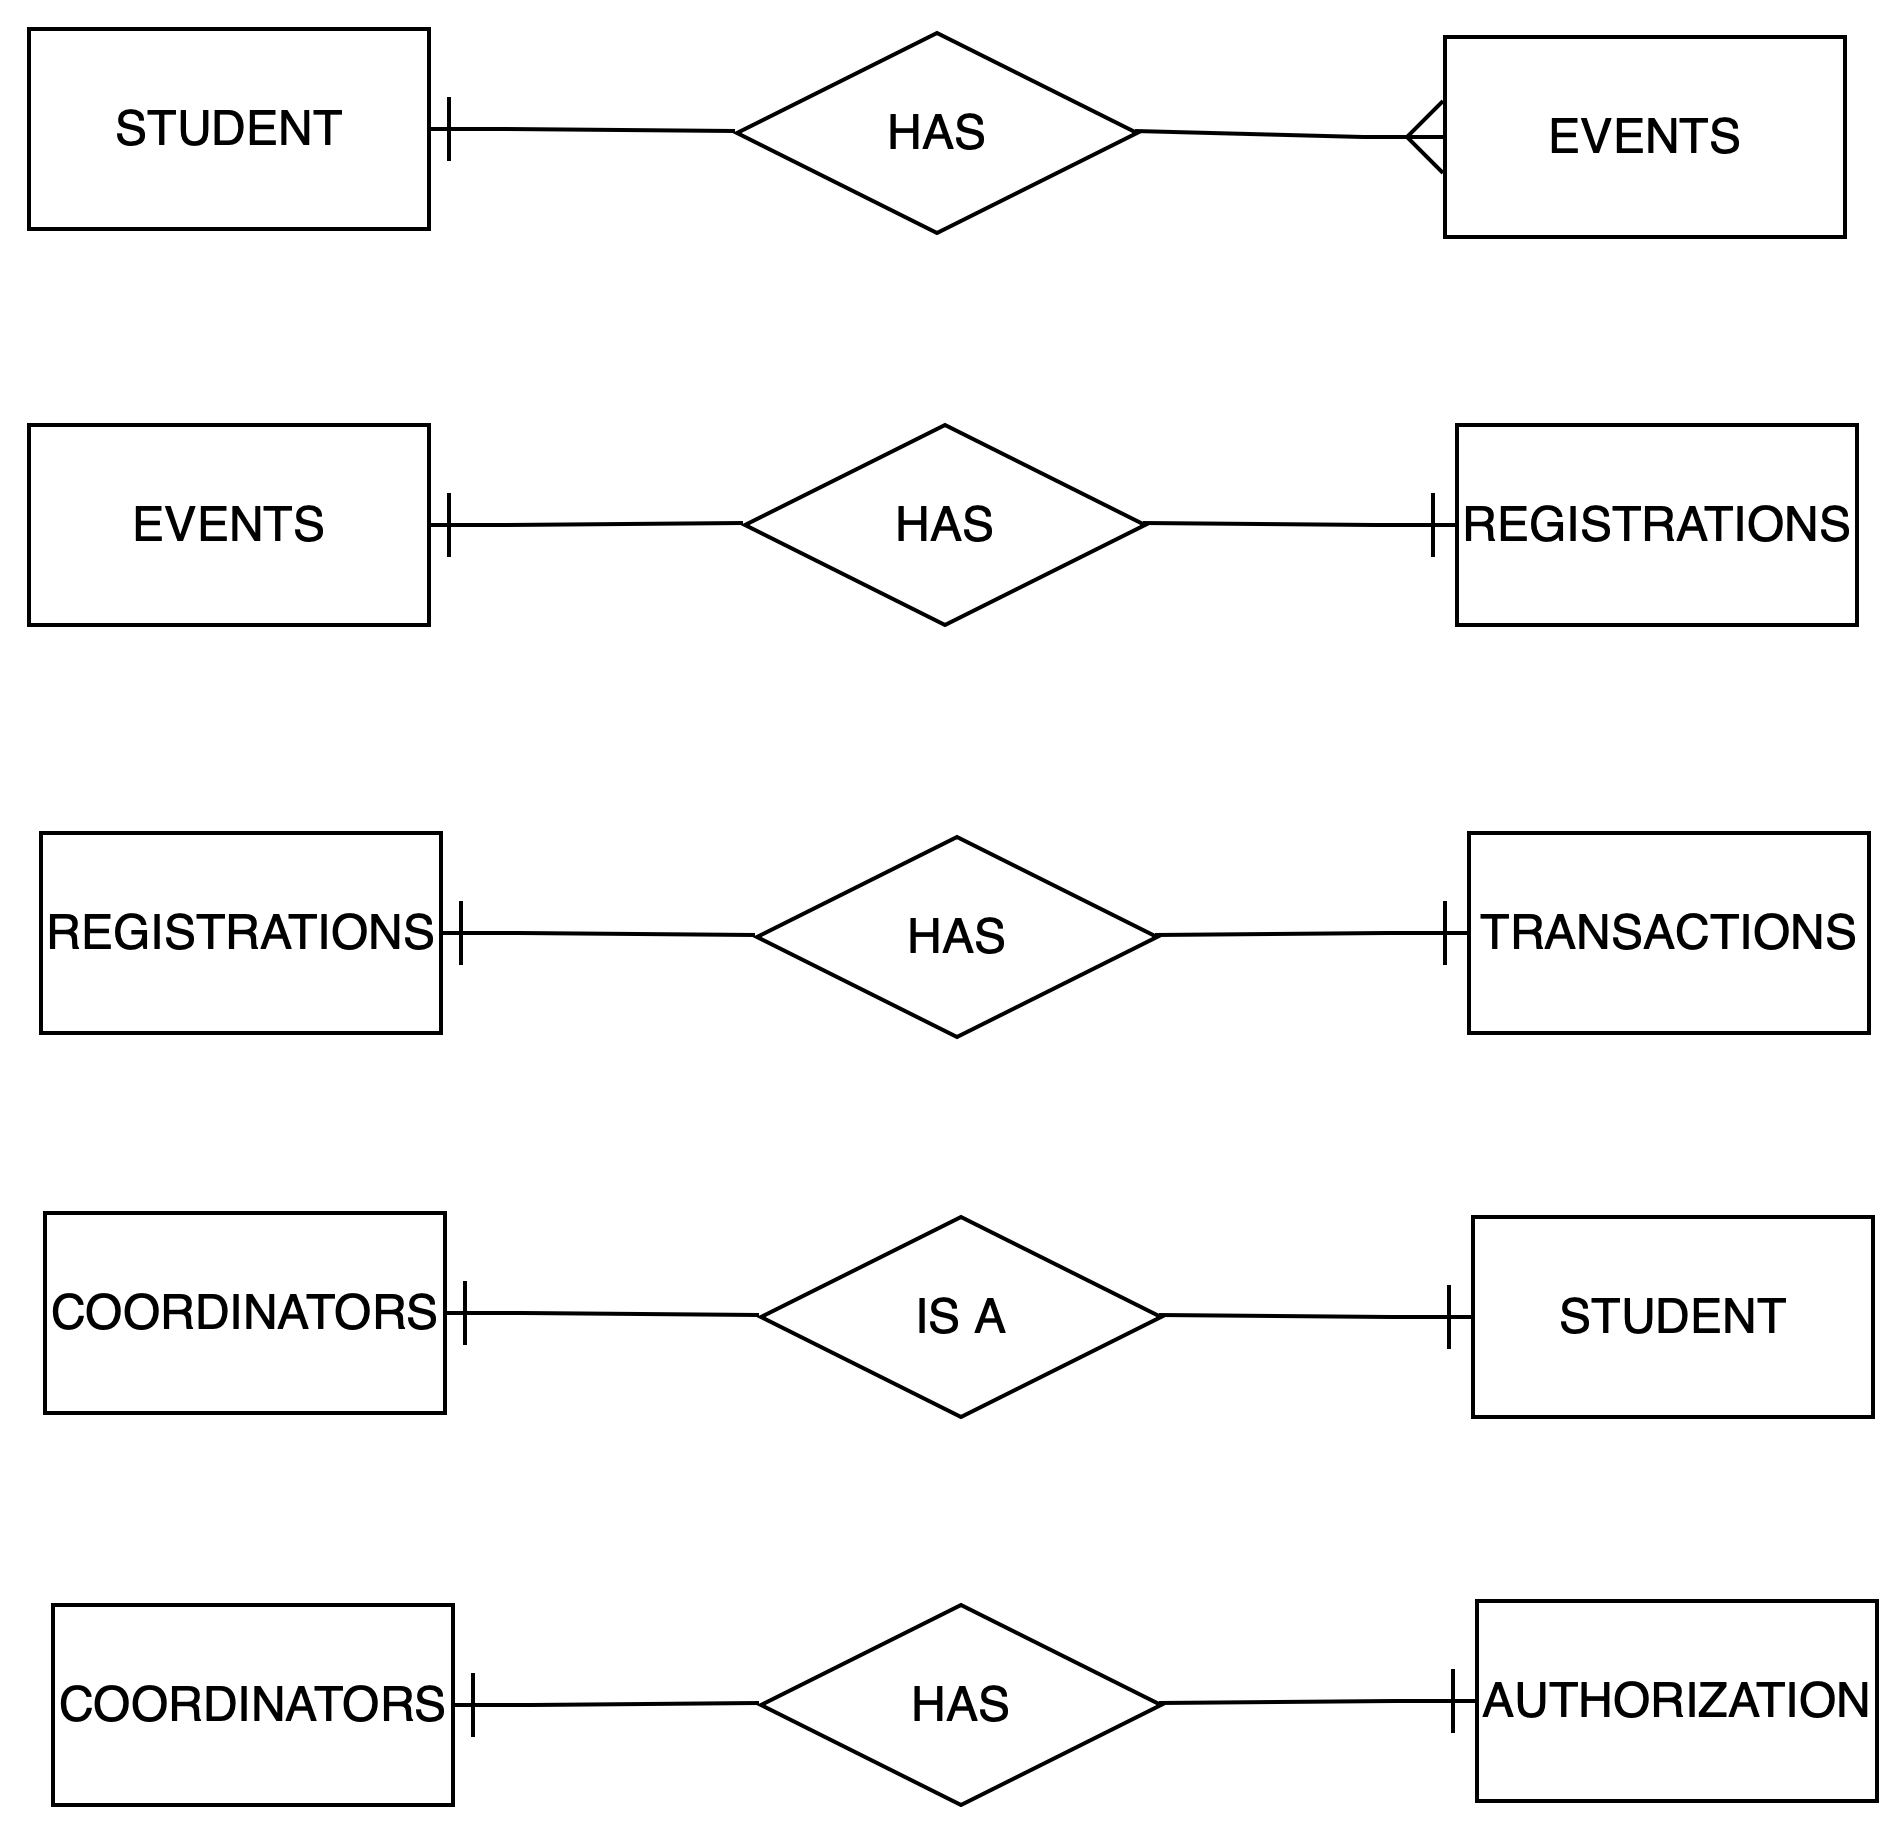 STUDENT
HAS
EVENTS
EVENTS
HAS
REGISTRATIONS
REGISTRATIONS
HAS
TRANSACTIONS
COORDINATORS
IS A
STUDENT
COORDINATORS
HAS
AUTHORIZATION